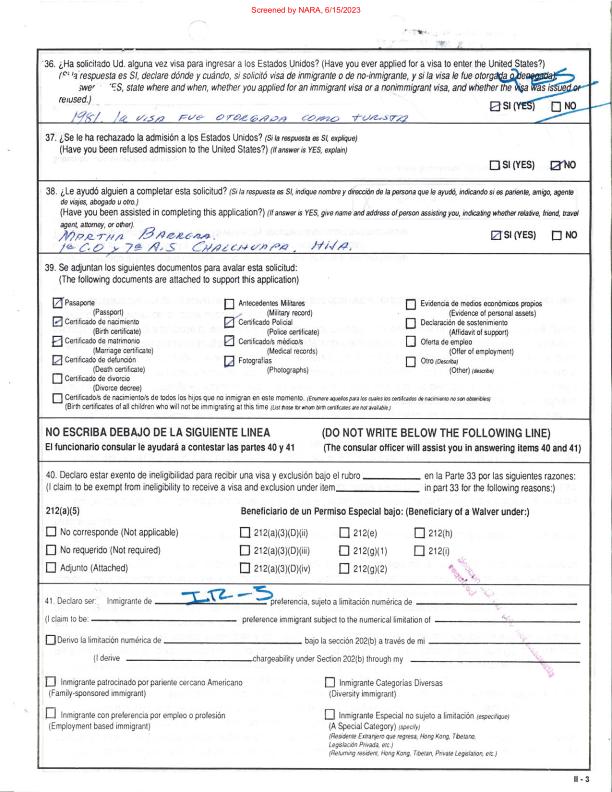 Screened by NARA, 6/15/2023
36. ¿Ha solicitado Ud. alguna vez visa para ingresar a los Estados Unidos? (Have you ever applied for a visa to enter the United States?)
respuesta es SI, declare dónde y cuándo, si solicitó visa de inmigrante o de no-inmigrante, y si la visa le fue otorgada o denegada)
YES, state where and when, whether you applied for an immigrant visa or a nonimmigrant visa, and whether the visa was issued or
refused.)
YES
SI (YES) NO
1981. la VISA FUE OTORGADA COMO TURISTA
37. ¿Se le ha rechazado la admisión a los Estados Unidos? (Si la respuesta es SI, explique)
(Have you been refused admission to the United States?) (If answer is YES, explain)
SI (YES) NO
38. ¿Le ayudó alguien a completar esta solicitud? (Si la respuesta es SI, indique nombre y dirección de la persona que le ayudó, indicando si es pariente, amigo, agente
de viajes, abogado u otro.)
(Have you been assisted in completing this application?) (If answer is YES, give name and address of person assisting you, indicating whether relative, friend, travel
agent, attorney, or other).
SI (YES) NO
MARTHA BARRERA.
1ª C.O y 7ª A.S CHALCHUAPA.
39. Se adjuntan los siguientes documentos para avalar esta solicitud:
(The following documents are attached to support this application)
Pasaporte Antecedentes Militares Evidencia de medios económicos propios
(Passport) (Military record) (Evidence of personal assets)
Certificado de nacimiento Certificado Policial Declaración de sostenimiento
(Birth certificate) (Police certificate) (Affidavit of support)
Certificado de matrimonio Certificado/s médico/s Oferta de empleo
(Marriage certificate) (Medical records) (Offer of employment)
Certificado de defunción Fotografías Otro (Describa)
(Death certificate) (Photographs) (Other) (describe)
Certificado de divorcio
(Divorce decree)
Certificado/s de nacimiento/s de todos los hijos que no inmigran en este momento. (Enumere aquellos para los cuales los certificados de nacimiento no son obtenibles)
(Birth certificates of all children who will not be immigrating at this time (List those for whom birth certificates are not available.)
NO ESCRIBA DEBAJO DE LA SIGUIENTE LINEA (DO NOT WRITE BELOW THE FOLLOWING LINE)
El funcionario consular le ayudará a contestar las partes 40 y 41) (The consular officer will assist you in answering items 40 and 41)
40. Declaro estar exento de ineligibilidad para recibir una visa y exclusión bajo el rubro en la Parte 33 por las siguientes razones:
(I claim to be exempt from ineligibility to receive a visa and exclusion under item in part 33 for the following reasons:)
212(a)(5) Beneficiario de un Permiso Especial bajo: (Beneficiary of a Waiver under:)
No corresponde (Not applicable) 212(a)(3)(D)(ii) 212(e) 212(h)
No requerido (Not required) 212(a)(3)(D)(iii) 212(g)(1) 212(i)
Adjunto (Attached) 212(a)(3)(D)(iv) 212(g)(2)
41. Declaro ser: Inmigrante de IR-5 preferencia, sujeto a limitación numérica de
(I claim to be: preference immigrant subject to the numerical limitation of
Derivo la limitación numérica de bajo la sección 202(b) a través de mi
(I derive chargeability under Section 202(b) through my
Inmigrante patrocinado por pariente cercano Americano Inmigrante Categorías Diversas
(Family-sponsored immigrant) (Diversity immigrant)
Inmigrante con preferencia por empleo o profesión Inmigrante Especial no sujeto a limitación (especifique)
(Employment based immigrant) (A Special Category) (specify)
(Residente Extranjero que regresa, Hong Kong, Tibetano,
Legislación Privada, etc.)
(Returning resident, Hong Kong, Tibetan, Private Legislation, etc.)
II - 3